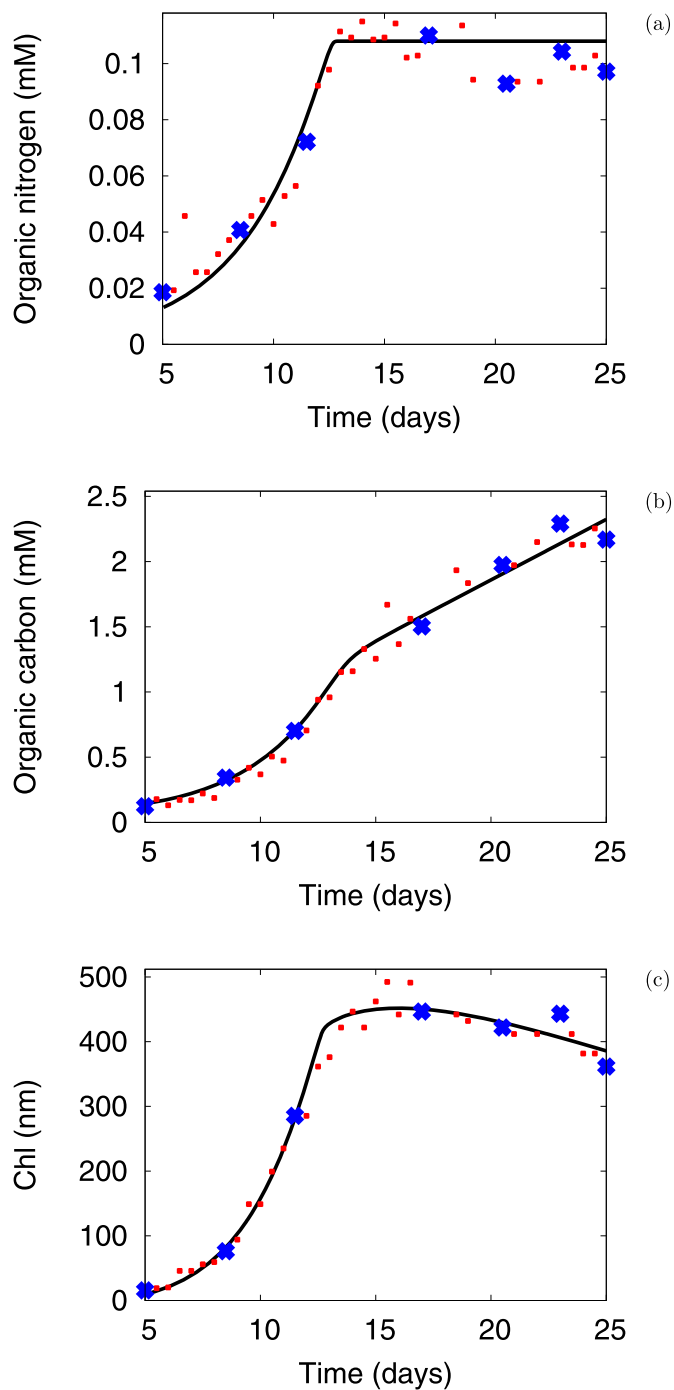 (a)
Organic nitrogen (mM)
0.1
0.08
0.06
0.04
0.02
0
5 10 15 20 25
Time (days)
(b)
Organic carbon (mM)
2.5
2
1.5
1
0.5
0
5 10 15 20 25
Time (days)
(c)
Chl (nm)
500
400
300
200
100
0
5 10 15 20 25
Time (days)